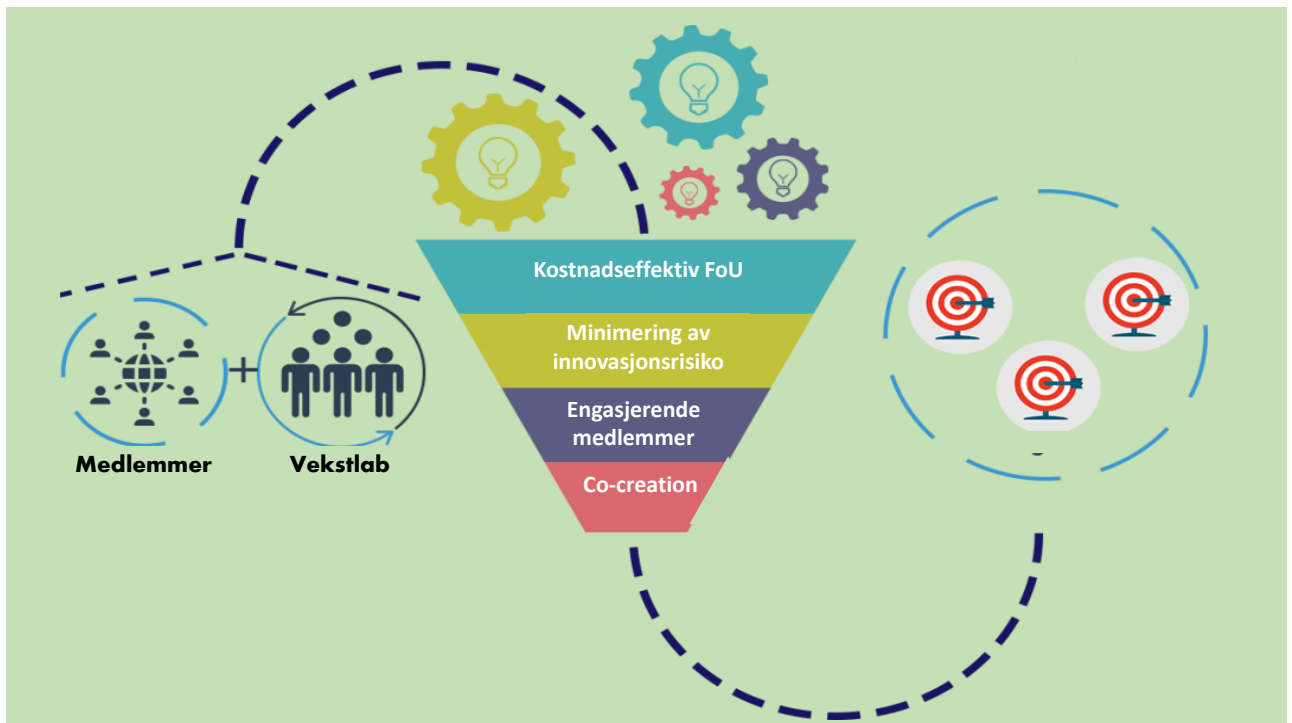 Kostnadseffektiv FoU
Minimering av
innovasjonsrisiko
Engasjerende
medlemmer
Co-creation
Medlemmer
Vekstlab